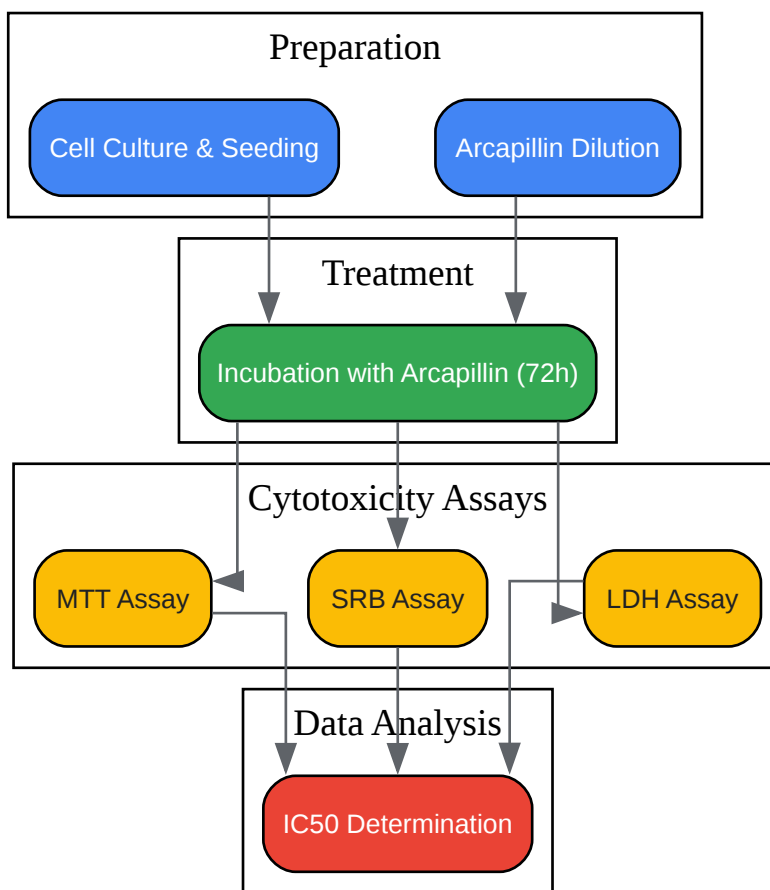 Preparation
Cell Culture & Seeding
Arcapillin Dilution
Treatment
Incubation with Arcapillin (72h)
Cytotoxicity Assays
MTT Assay
SRB Assay
LDH Assay
Data Analysis
IC50 Determination